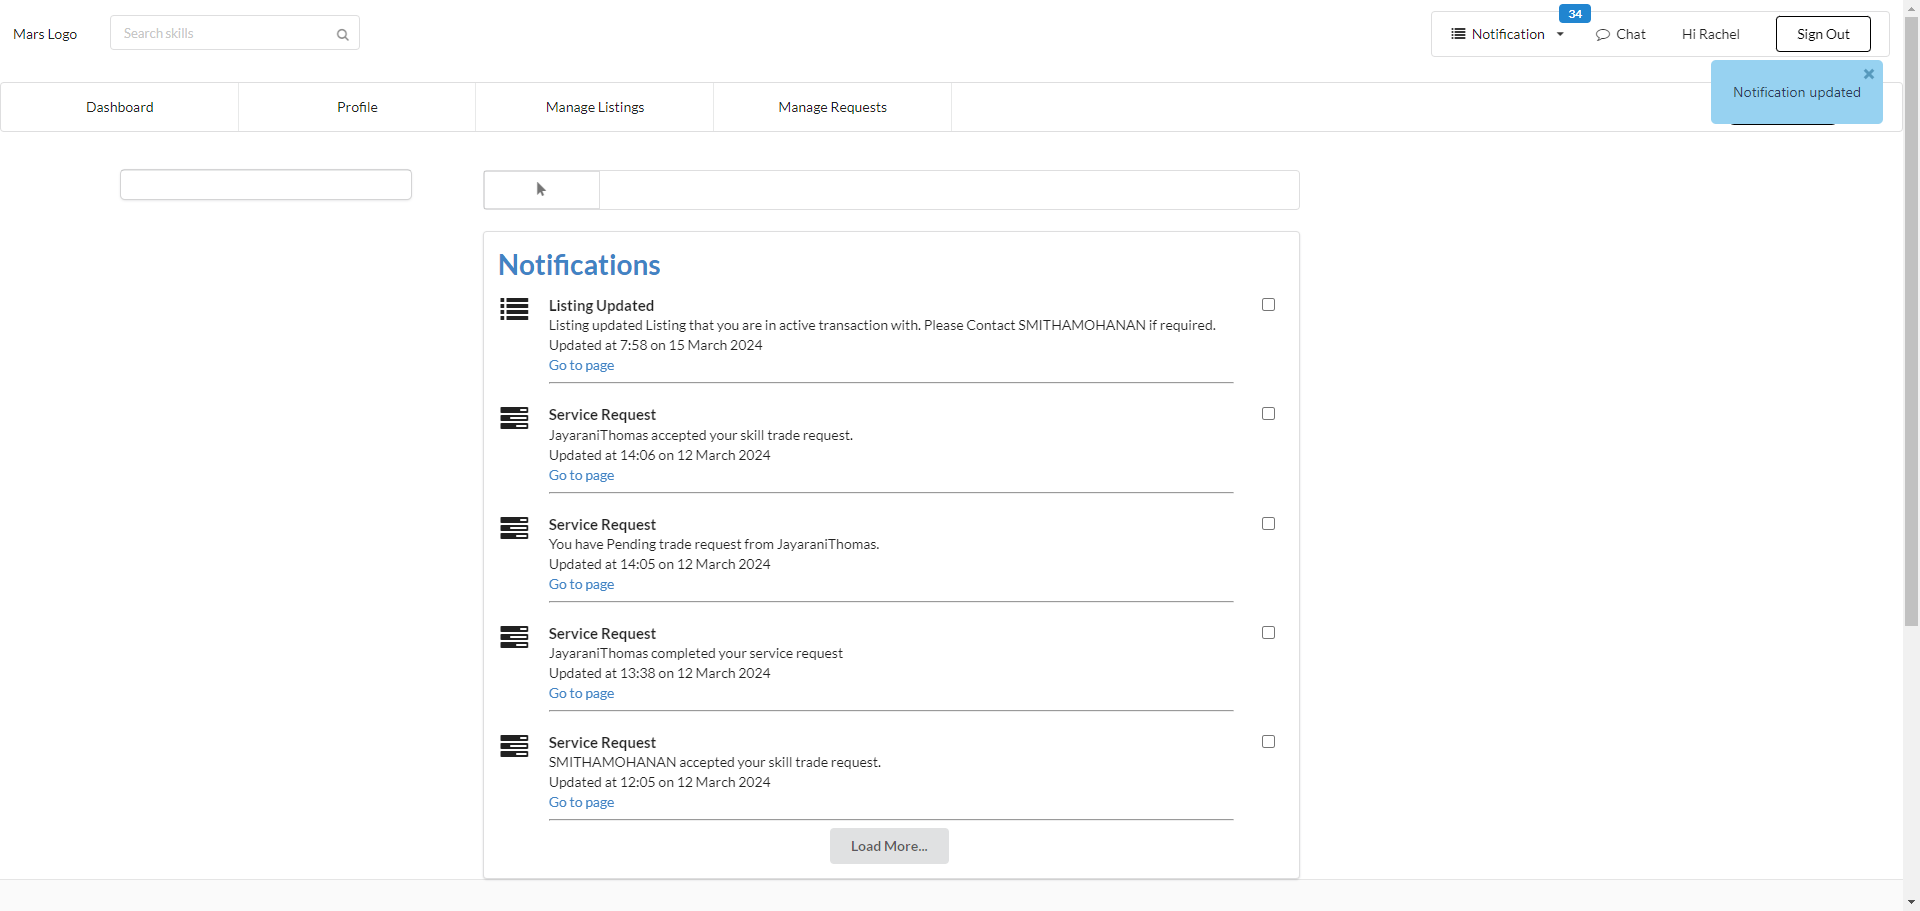 Mars Logo
Search skills
34
Notification
Chat
Hi Rachel
Sign Out
Notification updated
Dashboard
Profile
Manage Listings
Manage Requests
Notifications
Listing Updated
Listing updated Listing that you are in active transaction with. Please Contact SMITHAMOHANAN if required.
Updated at 7:58 on 15 March 2024
Go to page
Service Request
JayaraniThomas accepted your skill trade request.
Updated at 14:06 on 12 March 2024
Go to page
Service Request
You have Pending trade request from JayaraniThomas.
Updated at 14:05 on 12 March 2024
Go to page
Service Request
JayaraniThomas completed your service request
Updated at 13:38 on 12 March 2024
Go to page
Service Request
SMITHAMOHANAN accepted your skill trade request.
Updated at 12:05 on 12 March 2024
Go to page
Load More...